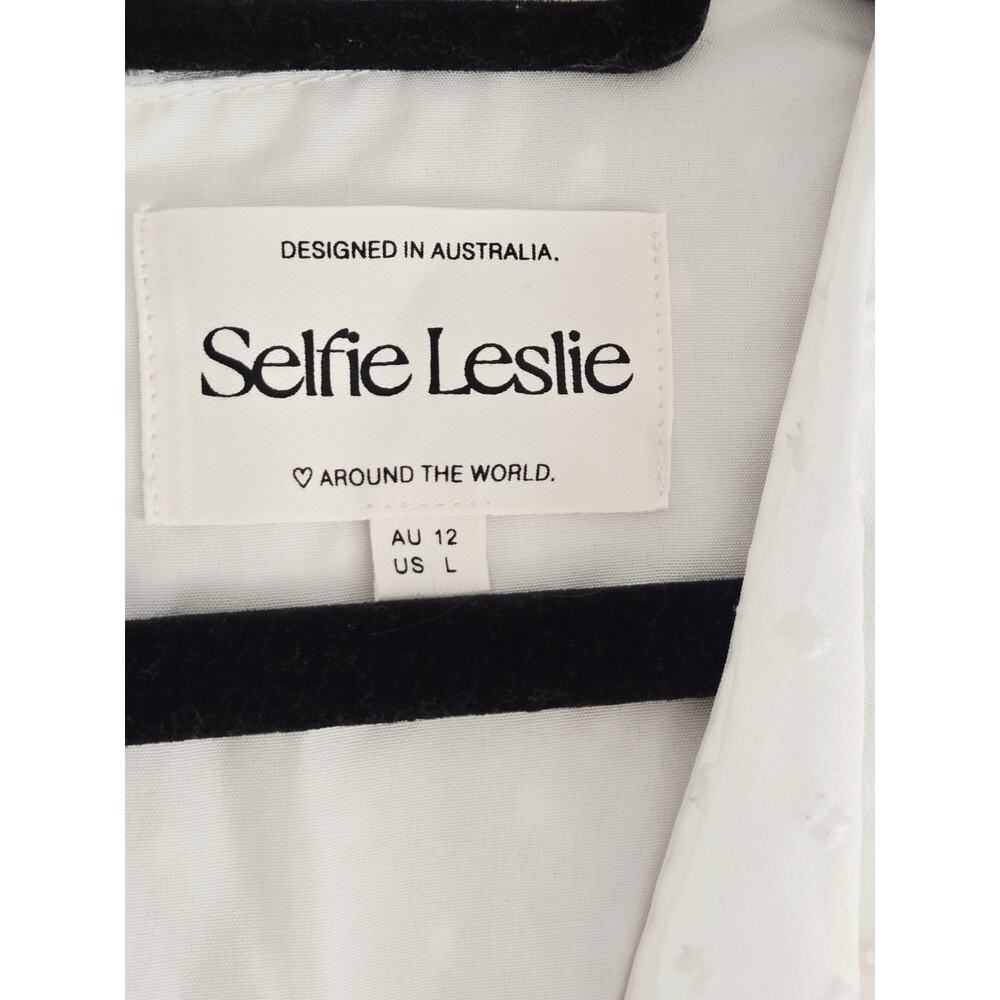 DESIGNED IN AUSTRALIA.
Selfie Leslie
♡ AROUND THE WORLD.
AU 12
US L